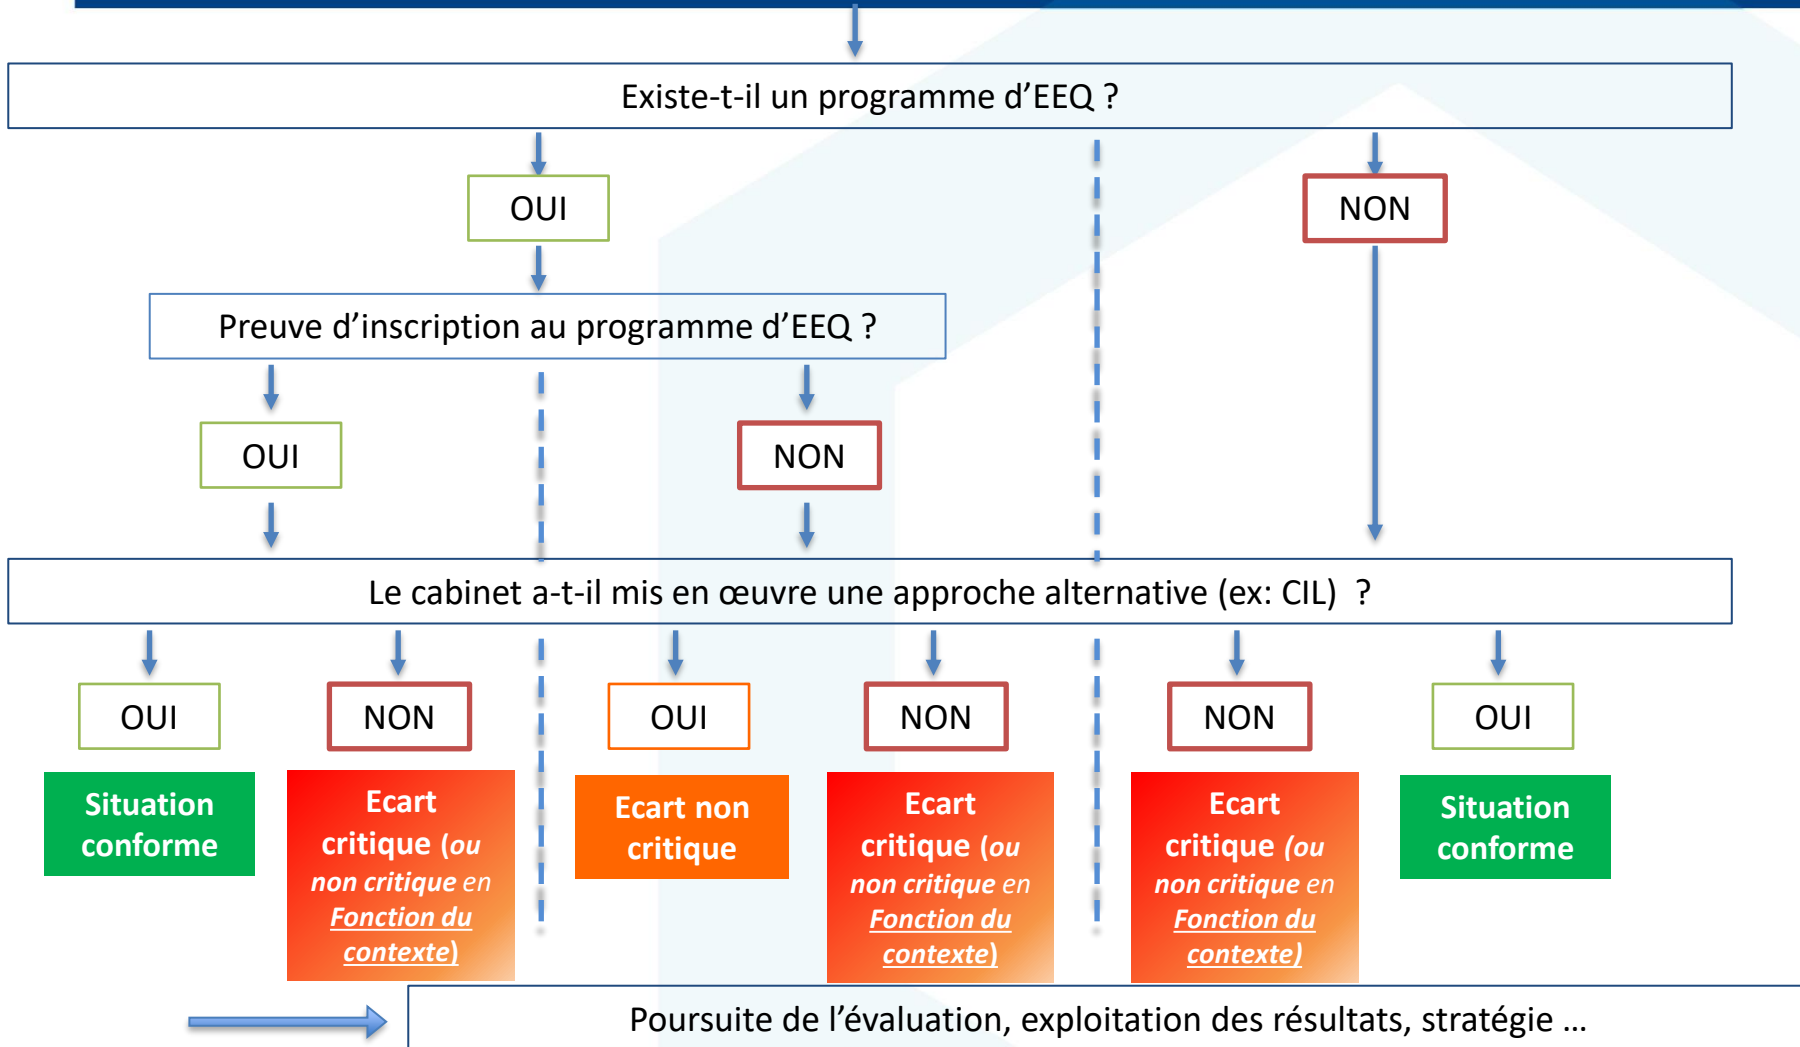 Existe-t-il un programme d’EEQ ?
OUI
NON
Preuve d’inscription au programme d’EEQ ?
OUI
NON
Le cabinet a-t-il mis en œuvre une approche alternative (ex: CIL) ?
OUI
NON
OUI
NON
NON
OUI
Situation
conforme
Ecart
critique (ou
non critique en
Fonction du
contexte)
Ecart non
critique
Ecart
critique (ou
non critique en
Fonction du
contexte)
Ecart
critique (ou
non critique en
Fonction du
contexte)
Situation
conforme
Poursuite de l’évaluation, exploitation des résultats, stratégie ...